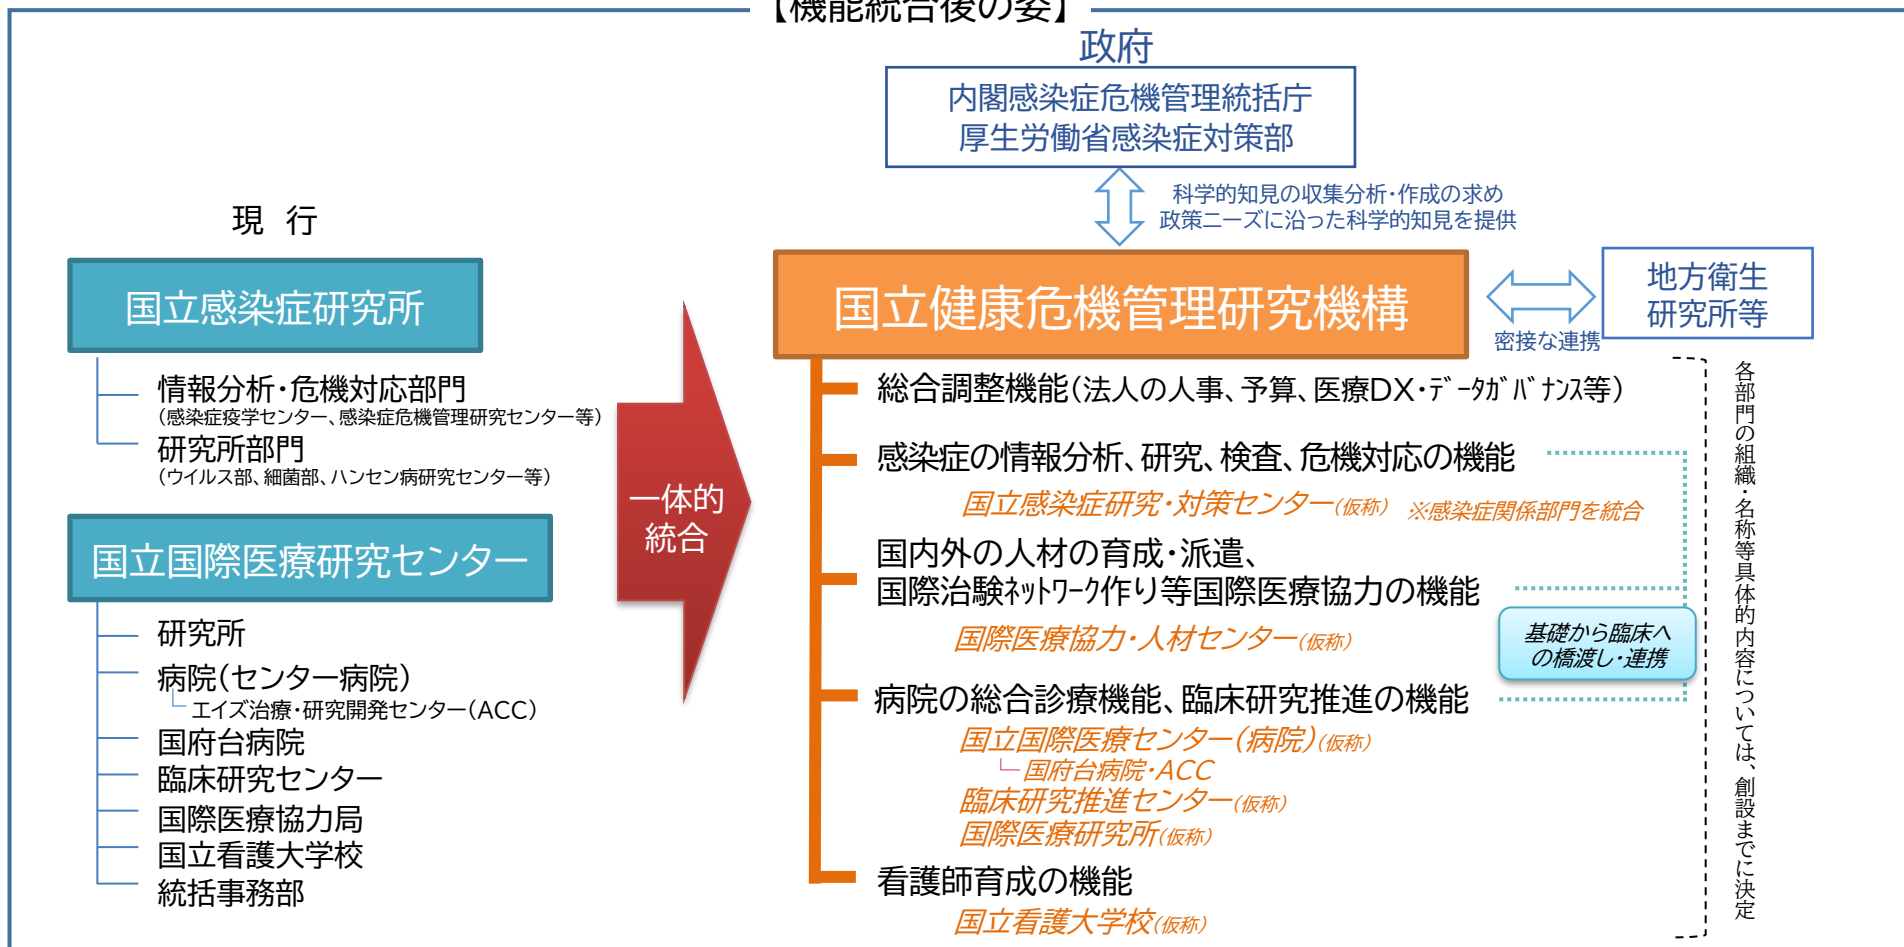 【機能統合後の姿】
政府
内閣感染症危機管理統括庁
厚生労働省感染症対策部
科学的知見の収集分析・作成の求め
政策ニーズに沿った科学的知見を提供
現 行
国立感染症研究所
情報分析・危機対応部門
（感染症疫学センター、感染症危機管理研究センター等）
研究所部門
（ウイルス部、細菌部、ハンセン病研究センター等）
国立国際医療研究センター
研究所
病院（センター病院）
エイズ治療・研究開発センター（ACC）
国府台病院
臨床研究センター
国際医療協力局
国立看護大学校
統括事務部
一体的
統合
国立健康危機管理研究機構
密接な連携
地方衛生
研究所等
総合調整機能（法人の人事、予算、医療DX・ﾃﾞｰﾀｶﾞﾊﾞﾅﾝｽ等）
感染症の情報分析、研究、検査、危機対応の機能
国立感染症研究・対策センター(仮称) ※感染症関係部門を統合
国内外の人材の育成・派遣、
国際治験ﾈｯﾄﾜｰｸ作り等国際医療協力の機能
国際医療協力・人材センター(仮称)
基礎から臨床へ
の橋渡し・連携
病院の総合診療機能、臨床研究推進の機能
国立国際医療センター(病院)(仮称)
国府台病院・ACC
臨床研究推進センター(仮称)
国際医療研究所(仮称)
看護師育成の機能
国立看護大学校(仮称)
各部門の組織・名称等具体的内容については、創設までに決定